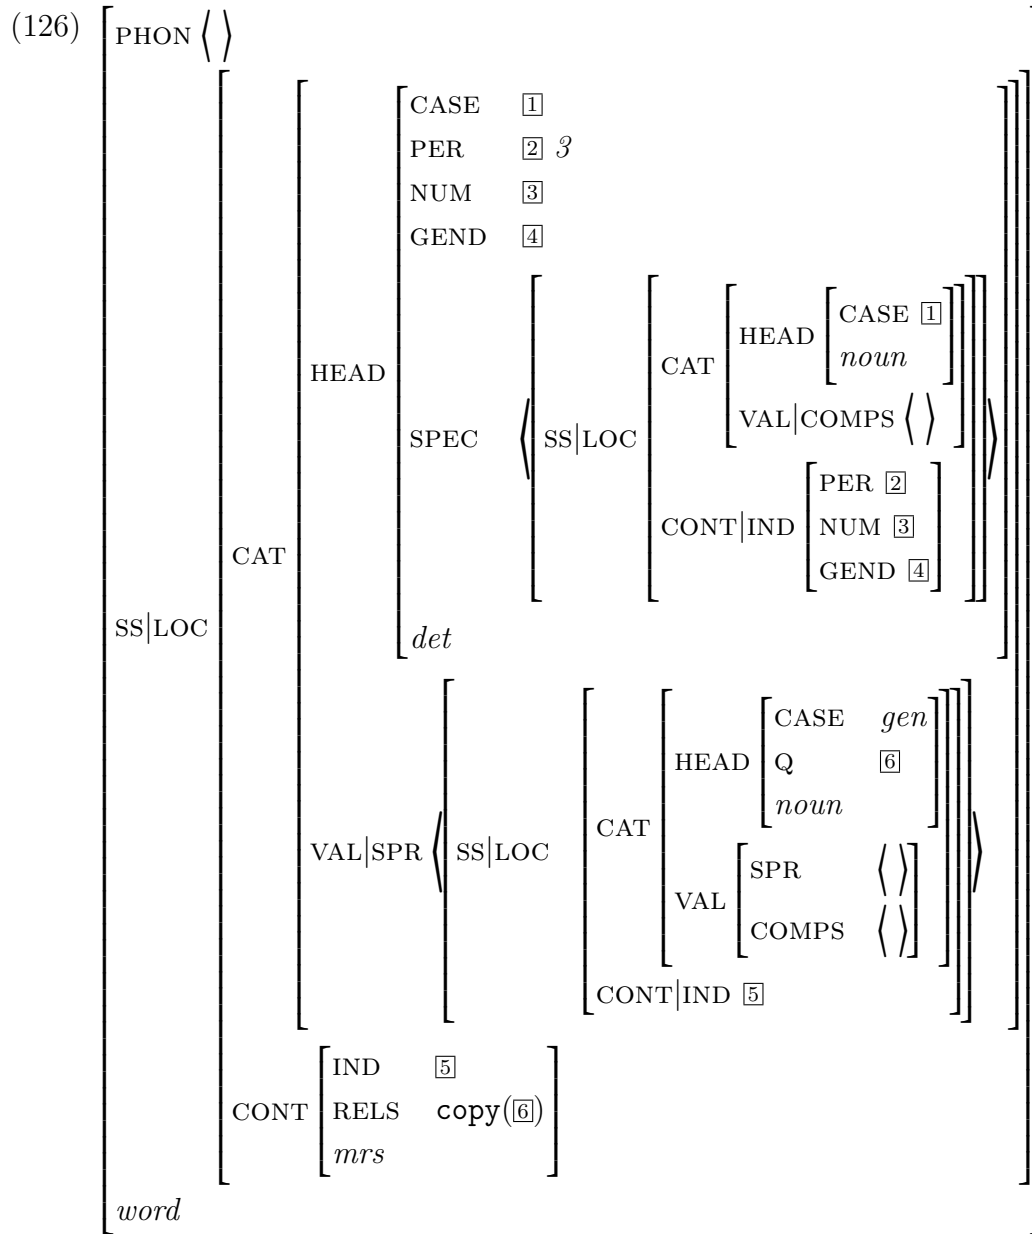 (126)
PHON ⟨ ⟩
CASE 1
PER 2 3
NUM 3
GEND 4
HEAD
CASE 1
HEAD
noun
CAT
VAL|COMPS ⟨ ⟩
SPEC ⟨ SS|LOC ⟩
PER 2
CONT|IND NUM 3
GEND 4
CAT
SS|LOC
det
CASE gen
HEAD Q 6
noun
CAT
VAL|SPR ⟨ SS|LOC ⟩
SPR ⟨ ⟩
VAL
COMPS ⟨ ⟩
CONT|IND 5
IND 5
CONT RELS copy(6)
mrs
word